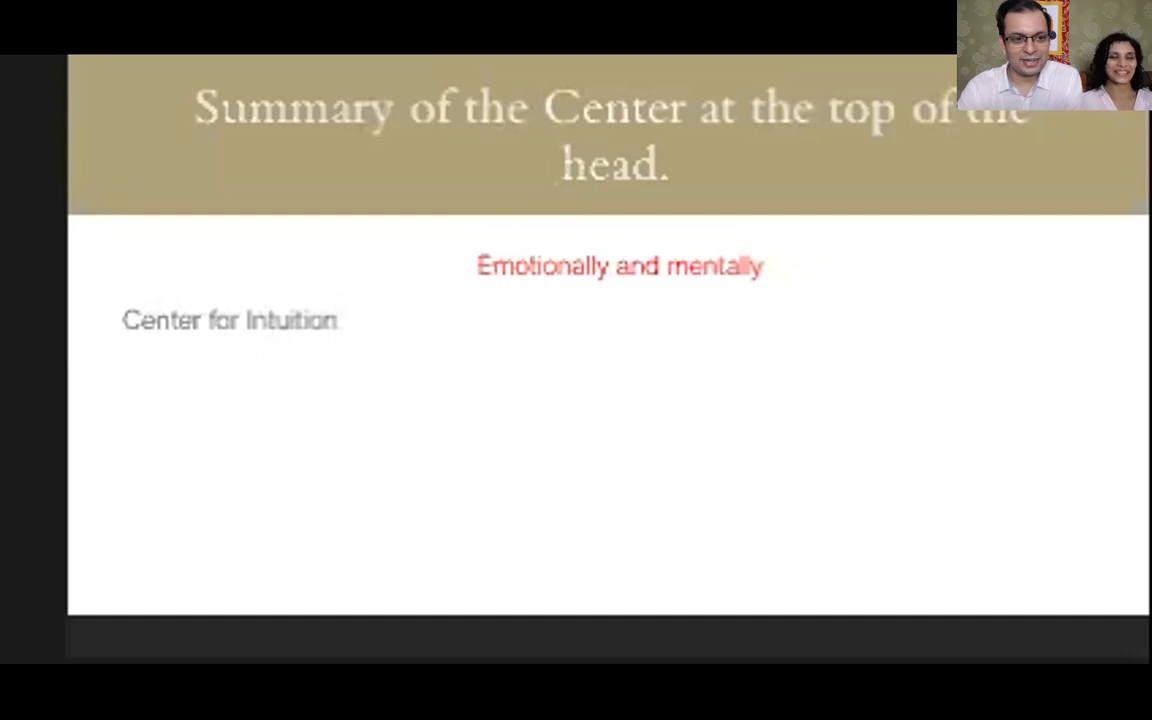 Summary of the Center at the top of the
head.
Emotionally and mentally
Center for Intuition